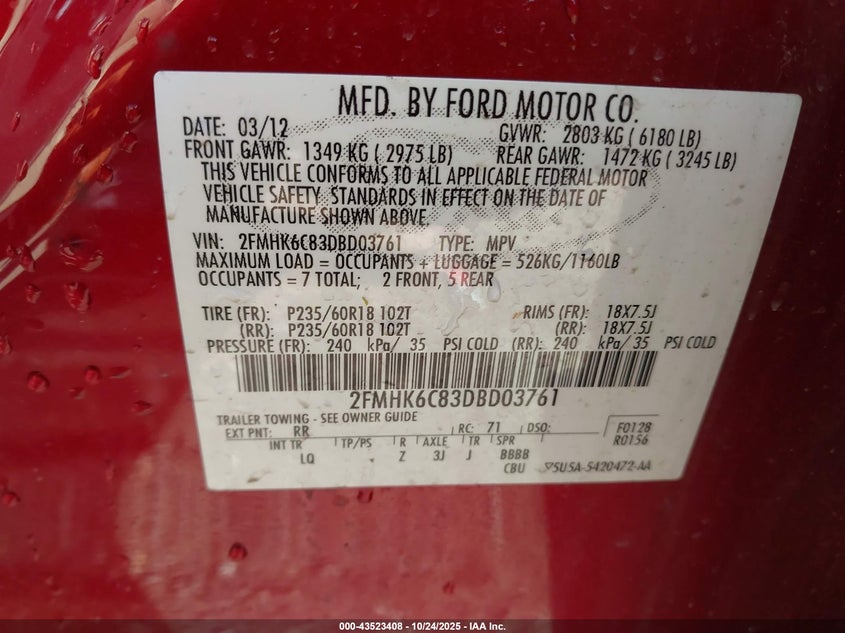 MFD. BY FORD MOTOR CO.
DATE: 03/12 GVWR: 2803 KG ( 6180 LB)
FRONT GAWR: 1349 KG ( 2975 LB) REAR GAWR: 1472 KG ( 3245 LB)
THIS VEHICLE CONFORMS TO ALL APPLICABLE FEDERAL MOTOR
VEHICLE SAFETY STANDARDS IN EFFECT ON THE DATE OF
MANUFACTURE SHOWN ABOVE.
VIN: 2FMHK6C83DBD03761 TYPE: MPV
MAXIMUM LOAD = OCCUPANTS + LUGGAGE = 526KG/1160LB
OCCUPANTS = 7 TOTAL; 2 FRONT, 5 REAR
TIRE (FR): P235/60R18 102T RIMS (FR): 18X7.5J
(RR): P235/60R18 102T (RR): 18X7.5J
PRESSURE (FR): 240 kPa/ 35 PSI COLD (RR): 240 kPa/ 35 PSI COLD
2FMHK6C83DBD03761
TRAILER TOWING - SEE OWNER GUIDE
EXT PNT: RR RC: 71 DSO: F0128
INT TR TP/PS R AXLE TR SPR R0156
LQ Z 3J J BBBB
CBU 5U5A-5420472-AA
000-43523408 - 10/24/2025 - IAA Inc.